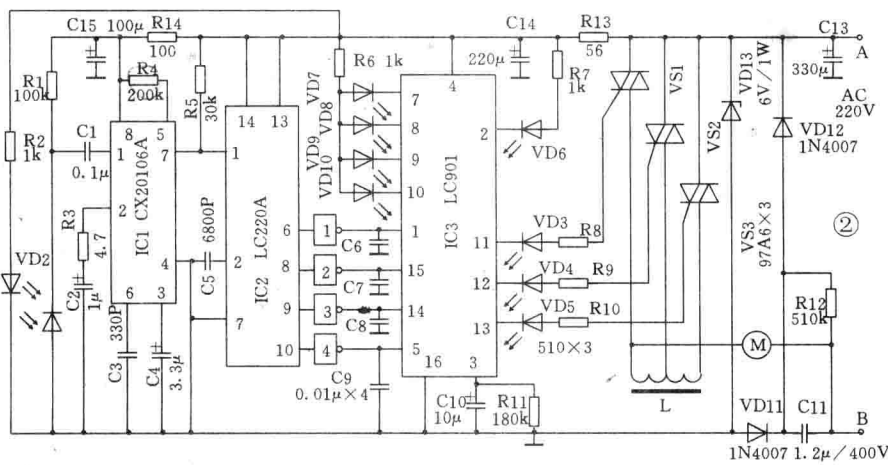 C15 100μ
R14
100
C14
220μ
R13
56
C13
330μ
A
AC
220V
R1
100k
R4
200k
R5
30k
R6 1k
R7
1k
VD7
VD8
VD9
VD10
VS1
VS2
VS3
97A6×3
VD13
6V/1W
VD12
1N4007
②
R2
1k
C1
0.1μ
8
5
1
7
2
4
6
3
IC1 CX20106A
R3
4.7
C2
1μ
VD2
330P
C3
C4
3.3μ
6800P
C5
14
13
1
2
7
6
8
9
10
IC2 LC220A
1
2
3
4
C6
C7
C8
C9
0.01μ×4
4
7
8
9
10
2
1
15
14
5
11
12
13
16
3
IC3 LC901
VD6
VD3
R8
VD4
R9
VD5
R10
510×3
C10
10μ
R11
180k
L
M
R12
510k
VD11
1N4007
C11
1.2μ/400V
B